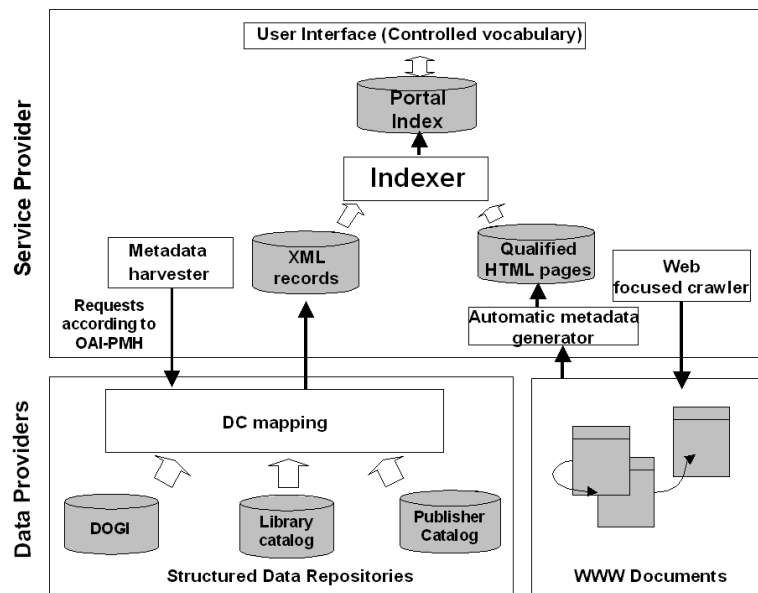 Service Provider
User Interface (Controlled vocabulary)
Portal
Index
Indexer
Metadata
harvester
XML
records
Qualified
HTML pages
Web
focused crawler
Requests
according to
OAI-PMH
Automatic metadata
generator
Data Providers
DC mapping
DOGI
Library
catalog
Publisher
Catalog
Structured Data Repositories
WWW Documents